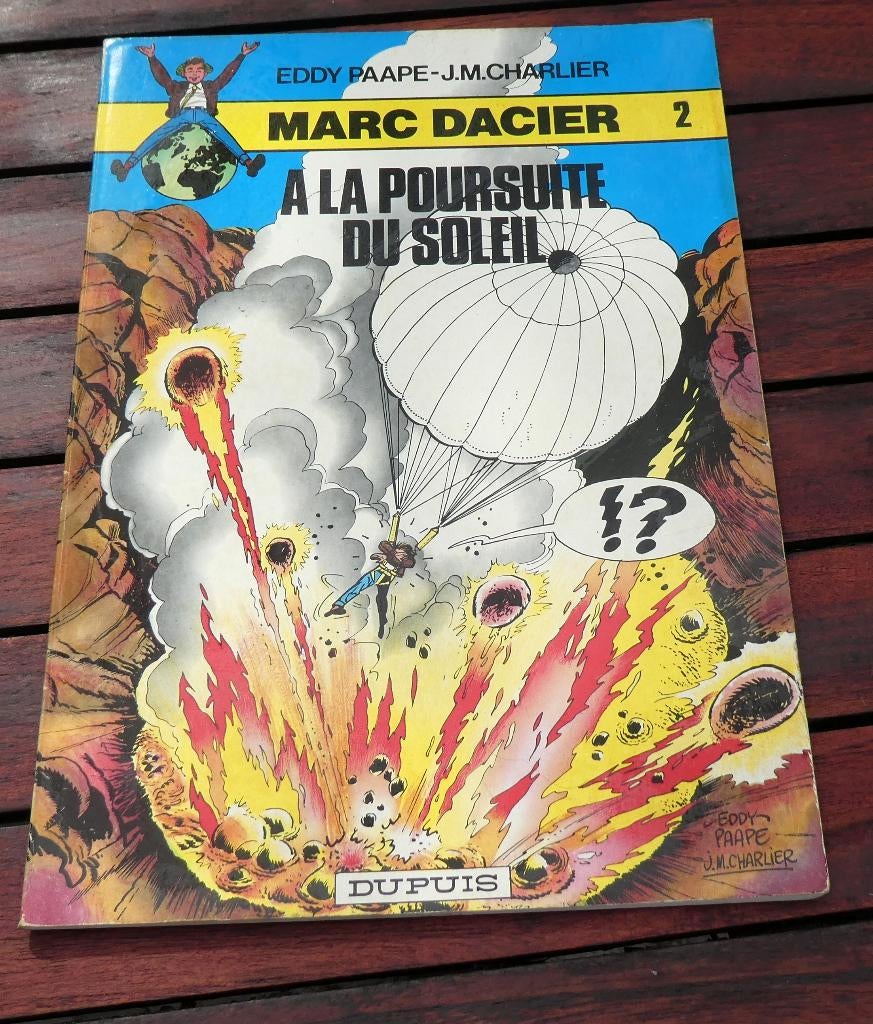 EDDY PAAPE-J.M.CHARLIER
MARC DACIER 2
A LA POURSUITE
DU SOLEIL
!?
EDDY
PAAPE
J.M.CHARLIER
DUPUIS